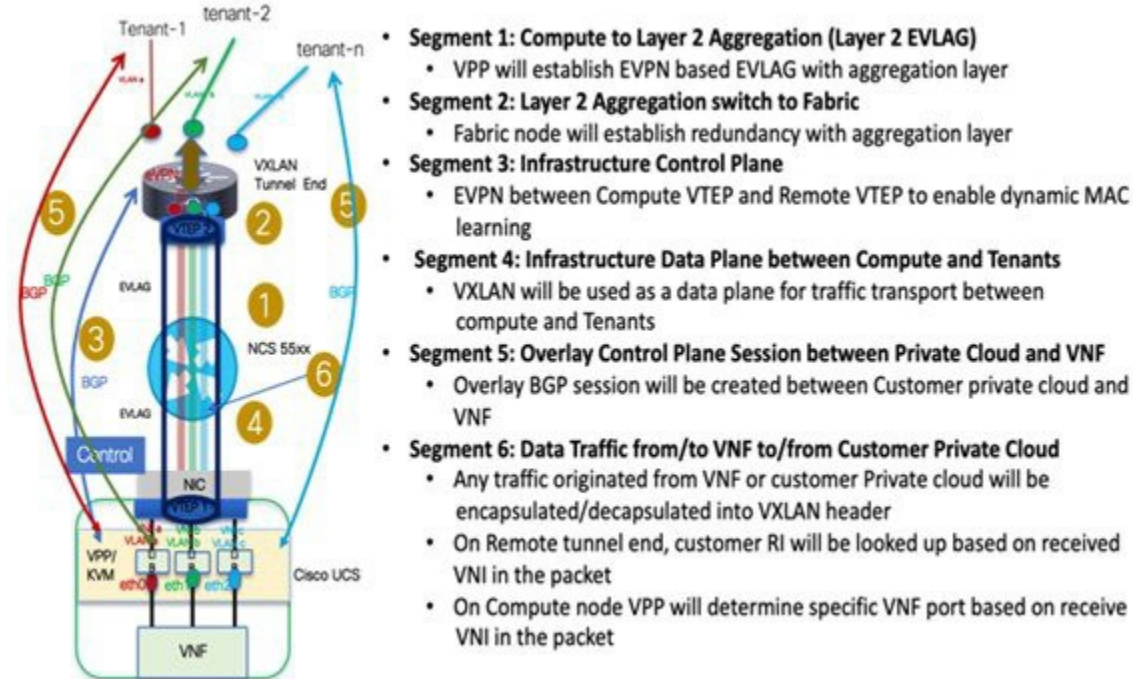 tenant-2
Tenant-1
tenant-n
VLAN a
VXLAN
Tunnel End
eVPN
5
2
5
VTEP 2
BGP
BGP
BGP
EVLAG
1
3
NCS 55xx
6
BGP
EVLAG
4
Control
NIC
VTEP 1
VLAN b
VLAN c
VPP/
KVM
Cisco UCS
eth0
eth1
eth2
VNF
• Segment 1: Compute to Layer 2 Aggregation (Layer 2 EVLAG)
• VPP will establish EVPN based EVLAG with aggregation layer
• Segment 2: Layer 2 Aggregation switch to Fabric
• Fabric node will establish redundancy with aggregation layer
• Segment 3: Infrastructure Control Plane
• EVPN between Compute VTEP and Remote VTEP to enable dynamic MAC
learning
• Segment 4: Infrastructure Data Plane between Compute and Tenants
• VXLAN will be used as a data plane for traffic transport between
compute and Tenants
• Segment 5: Overlay Control Plane Session between Private Cloud and VNF
• Overlay BGP session will be created between Customer private cloud and
VNF
• Segment 6: Data Traffic from/to VNF to/from Customer Private Cloud
• Any traffic originated from VNF or customer Private cloud will be
encapsulated/decapsulated into VXLAN header
• On Remote tunnel end, customer RI will be looked up based on received
VNI in the packet
• On Compute node VPP will determine specific VNF port based on receive
VNI in the packet